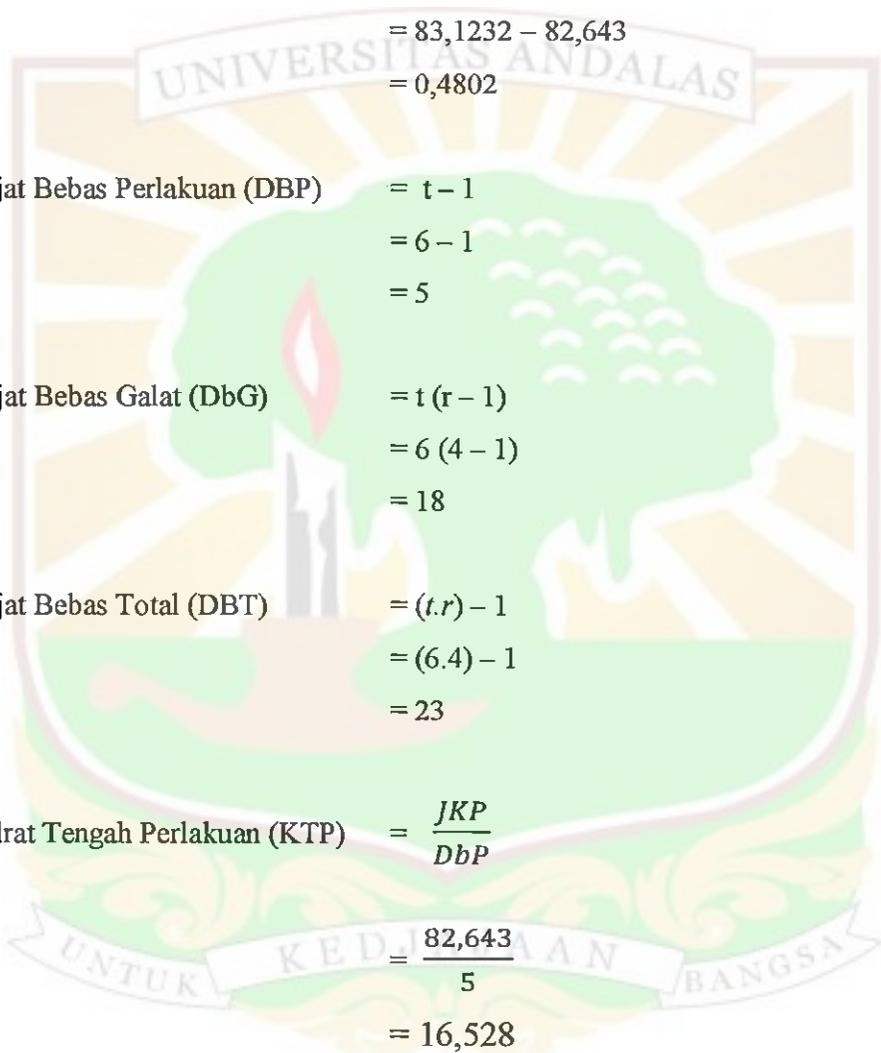 = 83,1232 – 82,643
UNIVERSITAS ANDALAS
= 0,4802
jat Bebas Perlakuan (DBP) = t – 1
= 6 – 1
= 5
jat Bebas Galat (DbG) = t (r – 1)
= 6 (4 – 1)
= 18
jat Bebas Total (DBT) = (t.r) – 1
= (6.4) – 1
= 23
drat Tengah Perlakuan (KTP) = JKP
DbP
= 82,643
5
UNTUK KEDJAJAAN BANGSA
= 16,528